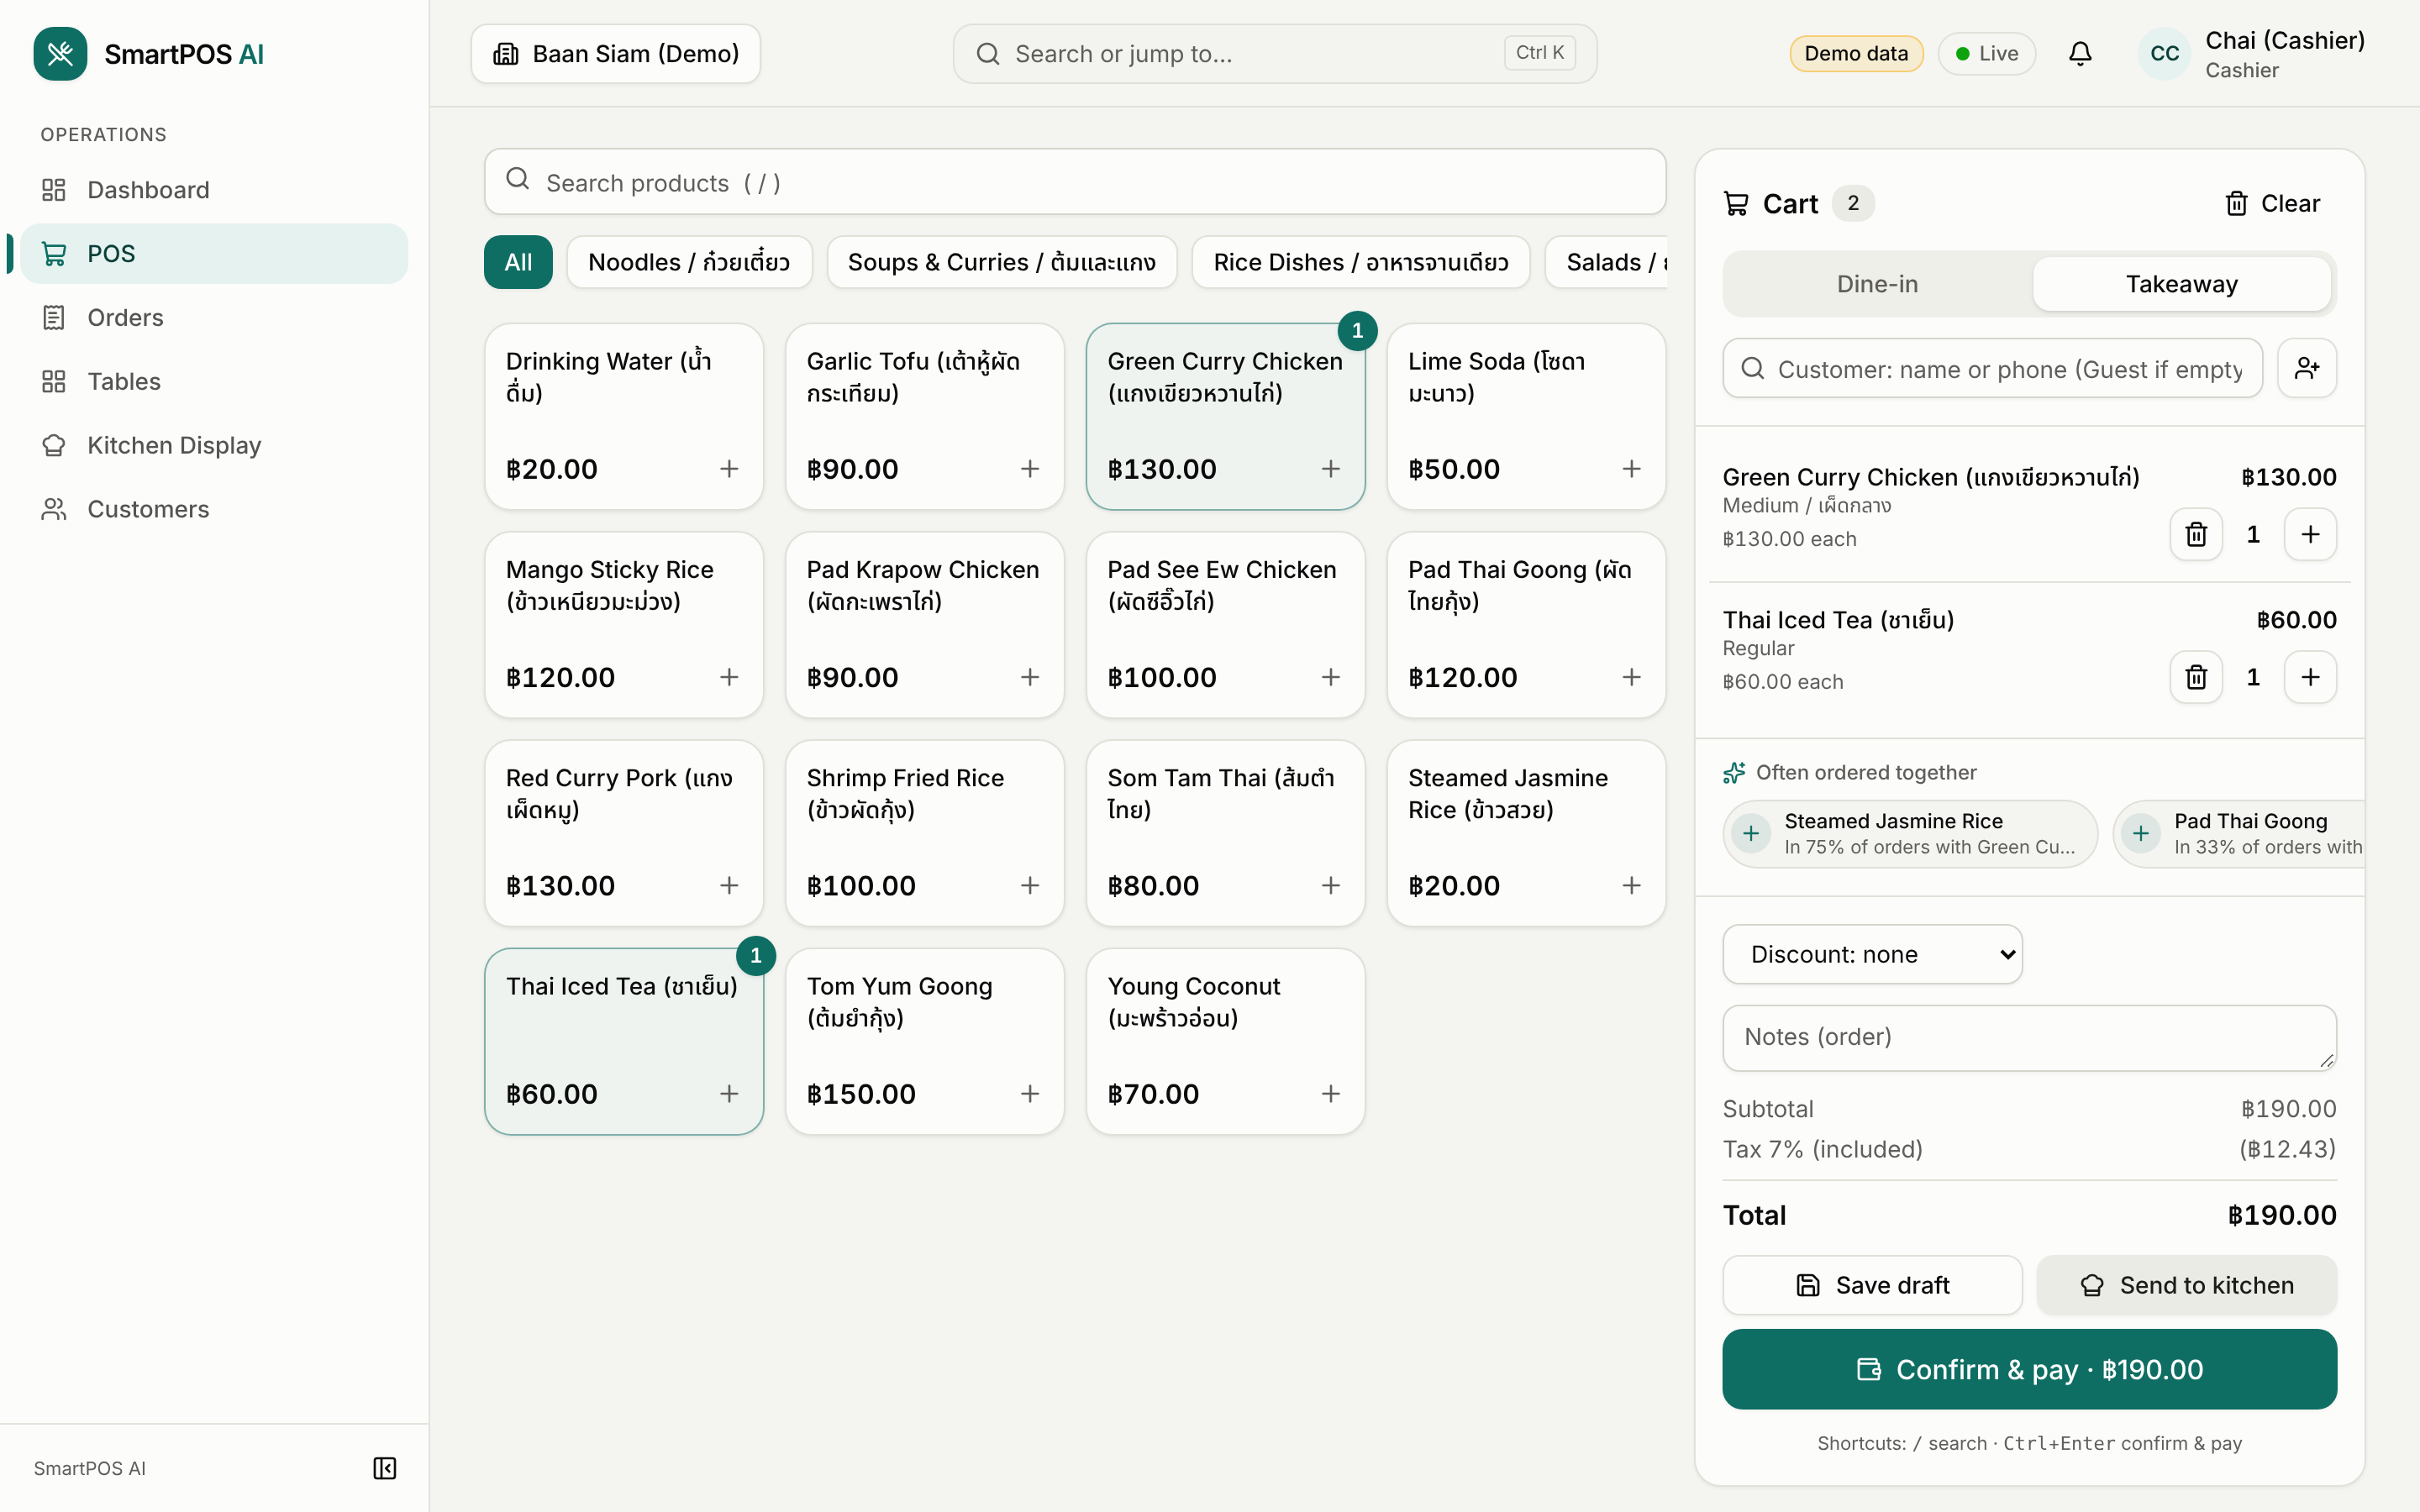 SmartPOS AI
Baan Siam (Demo)
Search or jump to...
Ctrl K
Demo data
Live
CC
Chai (Cashier)
Cashier
OPERATIONS
Dashboard
POS
Orders
Tables
Kitchen Display
Customers
SmartPOS AI
Search products ( / )
All
Noodles / ก๋วยเตี๋ยว
Soups & Curries / ต้มและแกง
Rice Dishes / อาหารจานเดียว
Salads /
Drinking Water (น้ำ
ดื่ม)
฿20.00
Garlic Tofu (เต้าหู้ผัด
กระเทียม)
฿90.00
1
Green Curry Chicken
(แกงเขียวหวานไก่)
฿130.00
Lime Soda (โซดา
มะนาว)
฿50.00
Mango Sticky Rice
(ข้าวเหนียวมะม่วง)
฿120.00
Pad Krapow Chicken
(ผัดกะเพราไก่)
฿90.00
Pad See Ew Chicken
(ผัดซีอิ๊วไก่)
฿100.00
Pad Thai Goong (ผัด
ไทยกุ้ง)
฿120.00
Red Curry Pork (แกง
เผ็ดหมู)
฿130.00
Shrimp Fried Rice
(ข้าวผัดกุ้ง)
฿100.00
Som Tam Thai (ส้มตำ
ไทย)
฿80.00
Steamed Jasmine
Rice (ข้าวสวย)
฿20.00
1
Thai Iced Tea (ชาเย็น)
฿60.00
Tom Yum Goong
(ต้มยำกุ้ง)
฿150.00
Young Coconut
(มะพร้าวอ่อน)
฿70.00
Cart 2
Clear
Dine-in
Takeaway
Customer: name or phone (Guest if empty
Green Curry Chicken (แกงเขียวหวานไก่) ฿130.00
Medium / เผ็ดกลาง
฿130.00 each
1
Thai Iced Tea (ชาเย็น) ฿60.00
Regular
฿60.00 each
1
Often ordered together
Steamed Jasmine Rice
In 75% of orders with Green Cu...
Pad Thai Goong
In 33% of orders with
Discount: none
Notes (order)
Subtotal ฿190.00
Tax 7% (included) (฿12.43)
Total ฿190.00
Save draft
Send to kitchen
Confirm & pay · ฿190.00
Shortcuts: / search · Ctrl+Enter confirm & pay